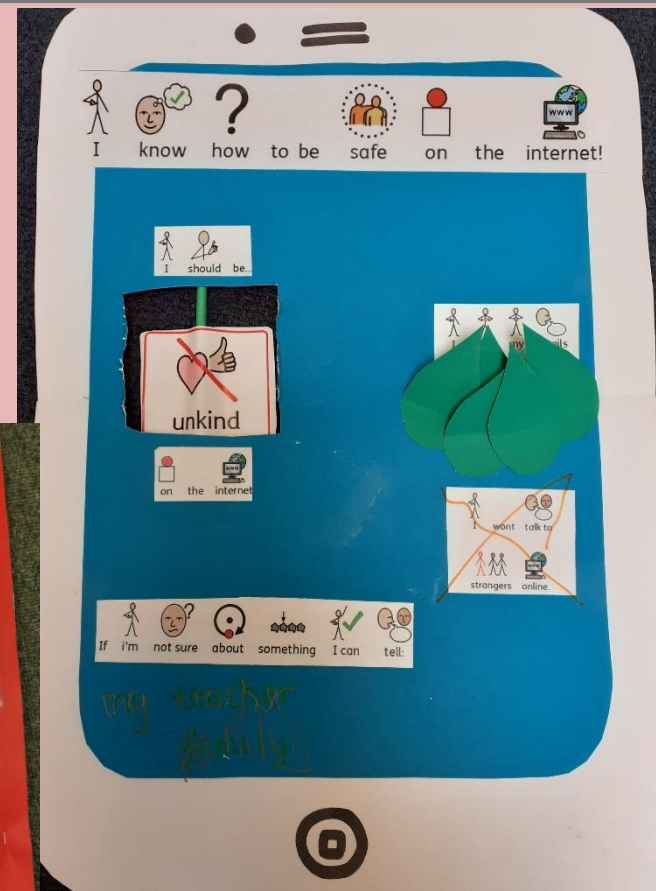 I know how to be safe on the internet!
I should be..
unkind
on the internet
I wont talk to
strangers online.
If i'm not sure about something I can tell:
my teacher
family